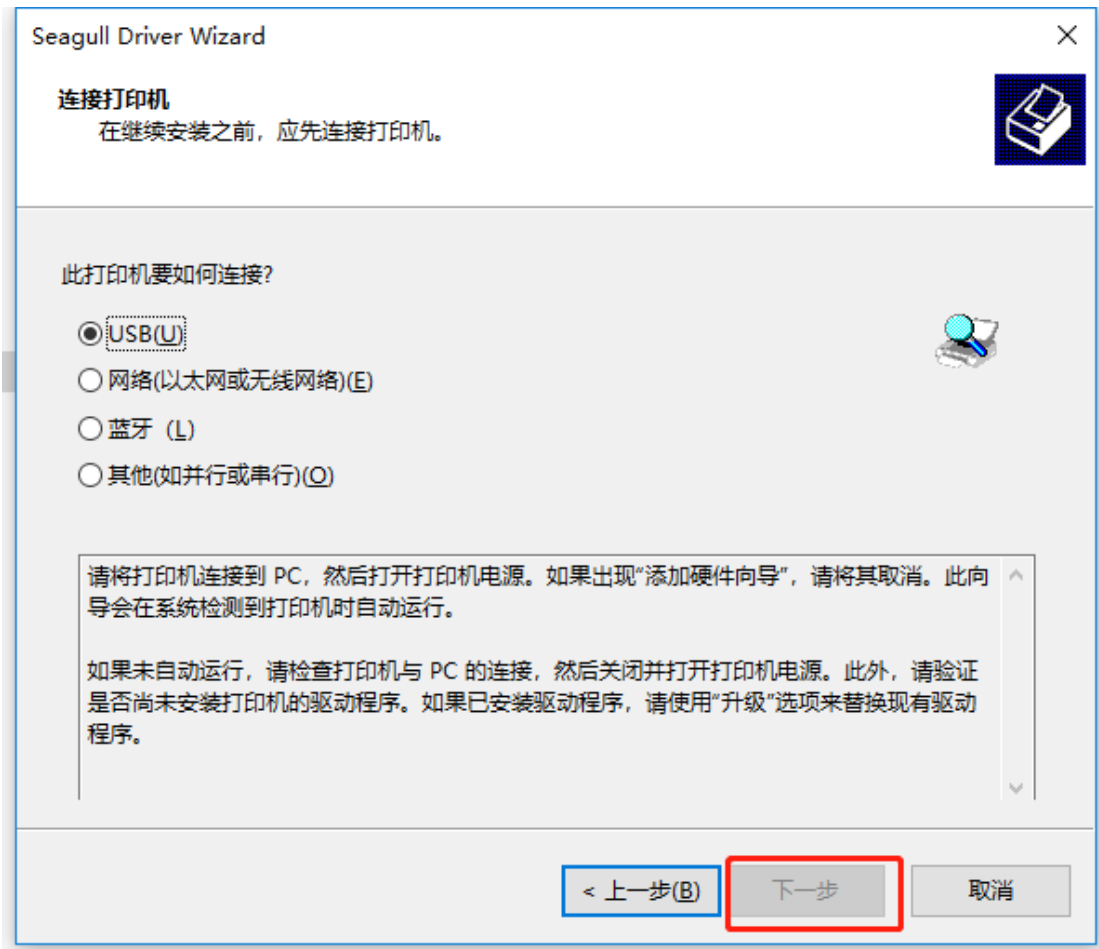 Seagull Driver Wizard
连接打印机
在继续安装之前，应先连接打印机。
此打印机要如何连接?
USB(U)
网络(以太网或无线网络)(E)
蓝牙 (L)
其他(如并行或串行)(O)
请将打印机连接到 PC，然后打开打印机电源。如果出现“添加硬件向导”，请将其取消。此向
导会在系统检测到打印机时自动运行。
如果未自动运行，请检查打印机与 PC 的连接，然后关闭并打开打印机电源。此外，请验证
是否尚未安装打印机的驱动程序。如果已安装驱动程序，请使用“升级”选项来替换现有驱动
程序。
< 上一步(B)
下一步
取消